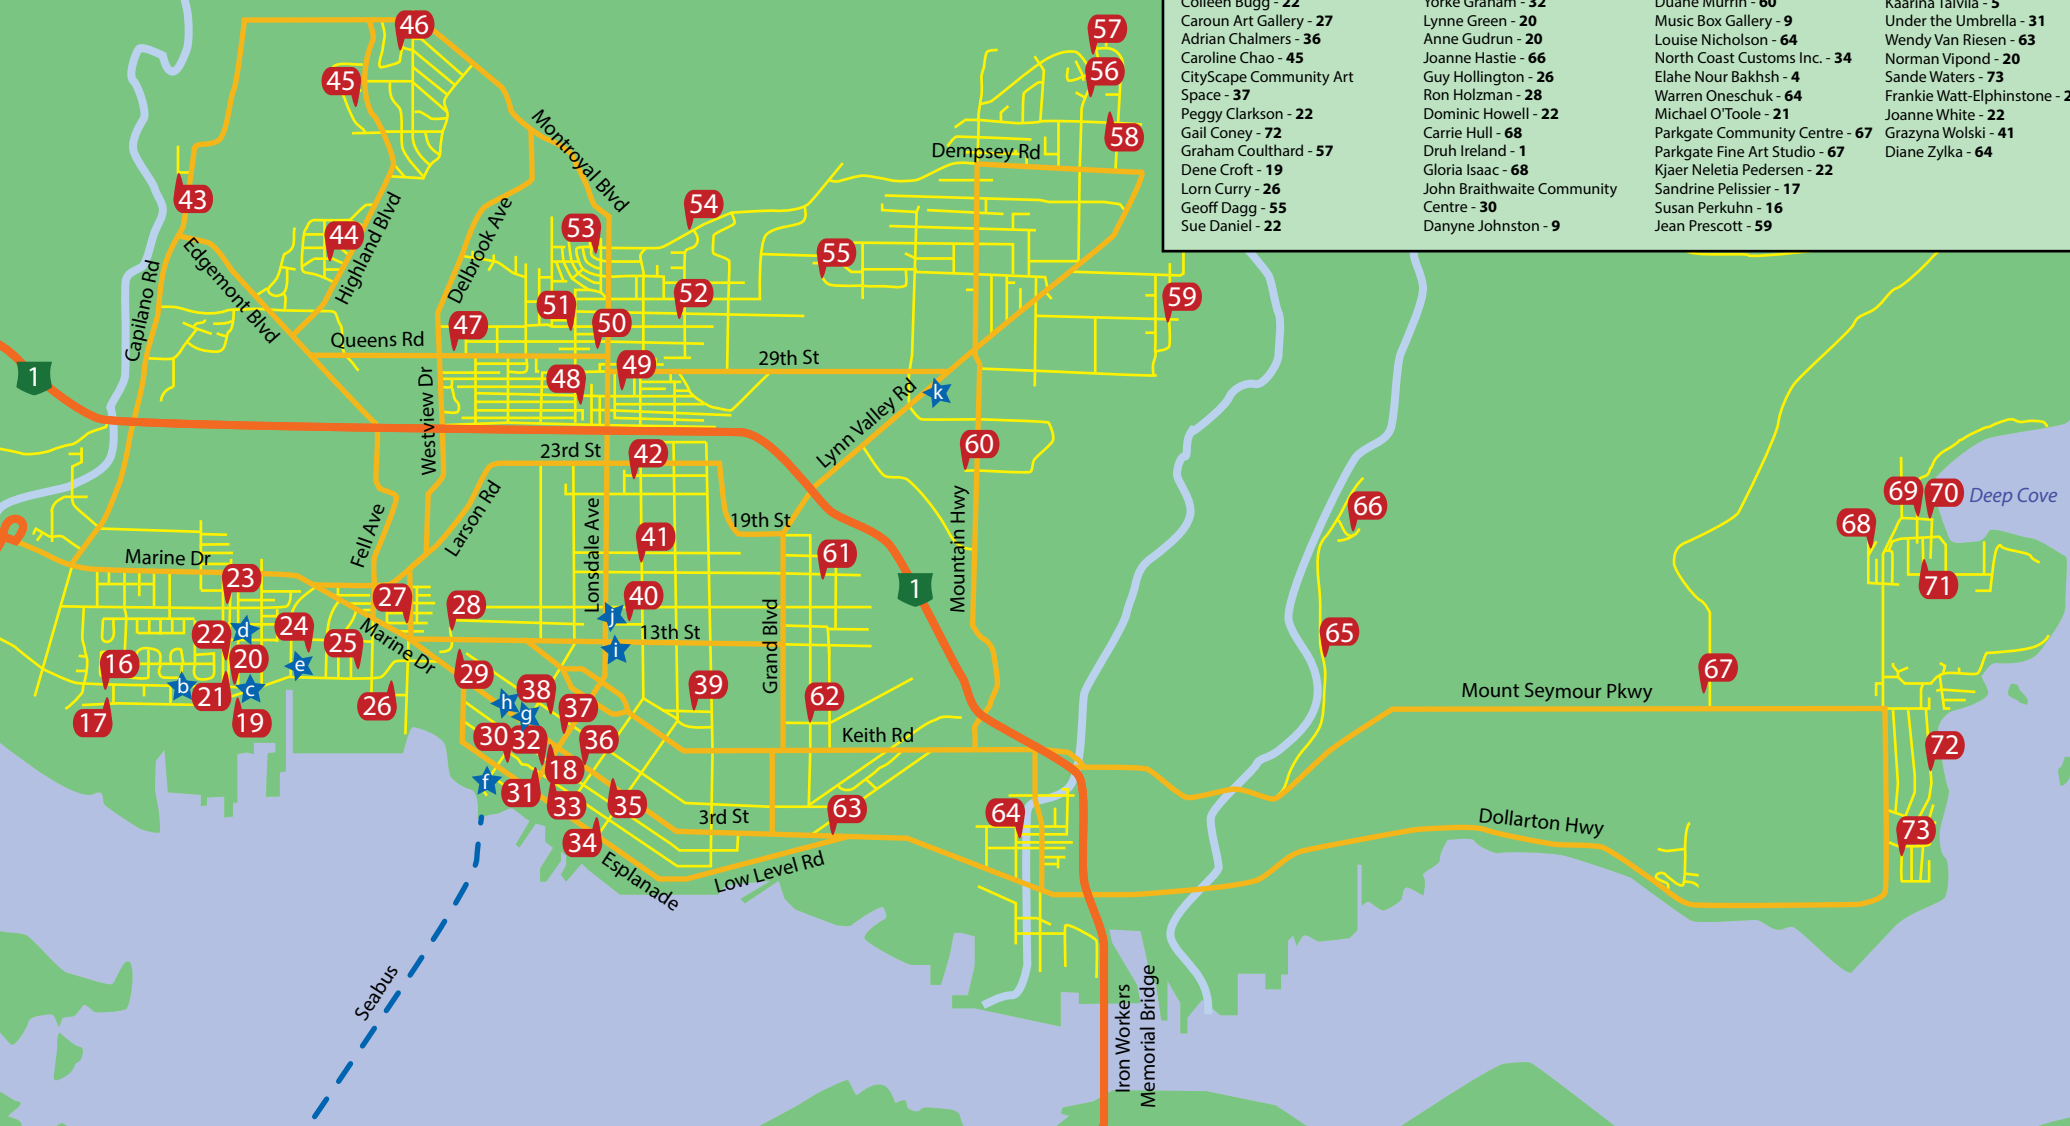 Colleen Bugg - 22
Caroun Art Gallery - 27
Adrian Chalmers - 36
Caroline Chao - 45
CityScape Community Art
Space - 37
Peggy Clarkson - 22
Gail Coney - 72
Graham Coulthard - 57
Dene Croft - 19
Lorn Curry - 26
Geoff Dagg - 55
Sue Daniel - 22
Yorke Graham - 32
Lynne Green - 20
Anne Gudrun - 20
Joanne Hastie - 66
Guy Hollington - 26
Ron Holzman - 28
Dominic Howell - 22
Carrie Hull - 68
Druh Ireland - 1
Gloria Isaac - 68
John Braithwaite Community
Centre - 30
Danyne Johnston - 9
Duane Murrin - 60
Music Box Gallery - 9
Louise Nicholson - 64
North Coast Customs Inc. - 34
Elahe Nour Bakhsh - 4
Warren Oneschuk - 64
Michael O'Toole - 21
Parkgate Community Centre - 67
Parkgate Fine Art Studio - 67
Kjaer Neletia Pedersen - 22
Sandrine Pelissier - 17
Susan Perkuhn - 16
Jean Prescott - 59
Kaarina Talvila - 5
Under the Umbrella - 31
Wendy Van Riesen - 63
Norman Vipond - 20
Sande Waters - 73
Frankie Watt-Elphinstone - 2
Joanne White - 22
Grazyna Wolski - 41
Diane Zylka - 64
46
57
45
56
Montroyal Blvd
58
Dempsey Rd
43
54
44
Highland Blvd
Delbrook Ave
53
55
Edgemont Blvd
Capilano Rd
51
52
59
47
50
Queens Rd
29th St
49
1
48
Westview Dr
k
Lynn Valley Rd
60
23rd St
42
69
70
Deep Cove
66
Larson Rd
Lonsdale Ave
Mountain Hwy
68
Fell Ave
19th St
41
61
Marine Dr
23
71
1
27
28
40
j
22
d
24
25
Marine Dr
13th St
i
65
Grand Blvd
16
20
e
29
67
b
21
c
38
39
62
Mount Seymour Pkwy
17
19
26
h
g
37
30
32
36
Keith Rd
72
f
18
31
33
35
63
3rd St
64
Dollarton Hwy
73
34
Esplanade
Low Level Rd
Seabus
Iron Workers
Memorial Bridge